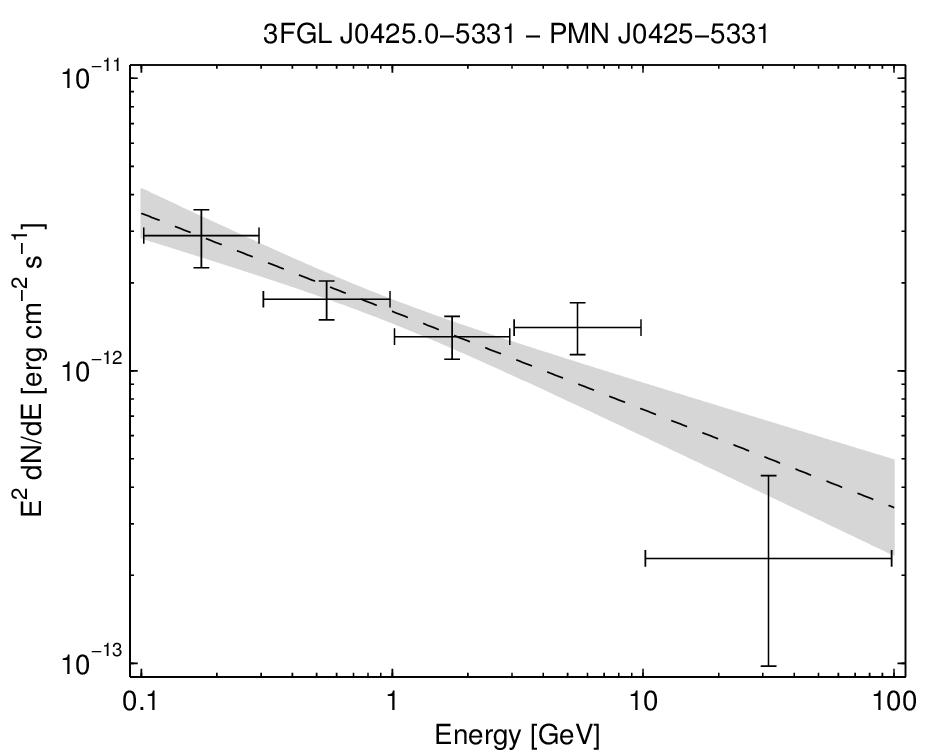 3FGL J0425.0−5331 − PMN J0425−5331
10⁻¹¹
10⁻¹²
10⁻¹³
E² dN/dE [erg cm⁻² s⁻¹]
0.1 1 10 100
Energy [GeV]